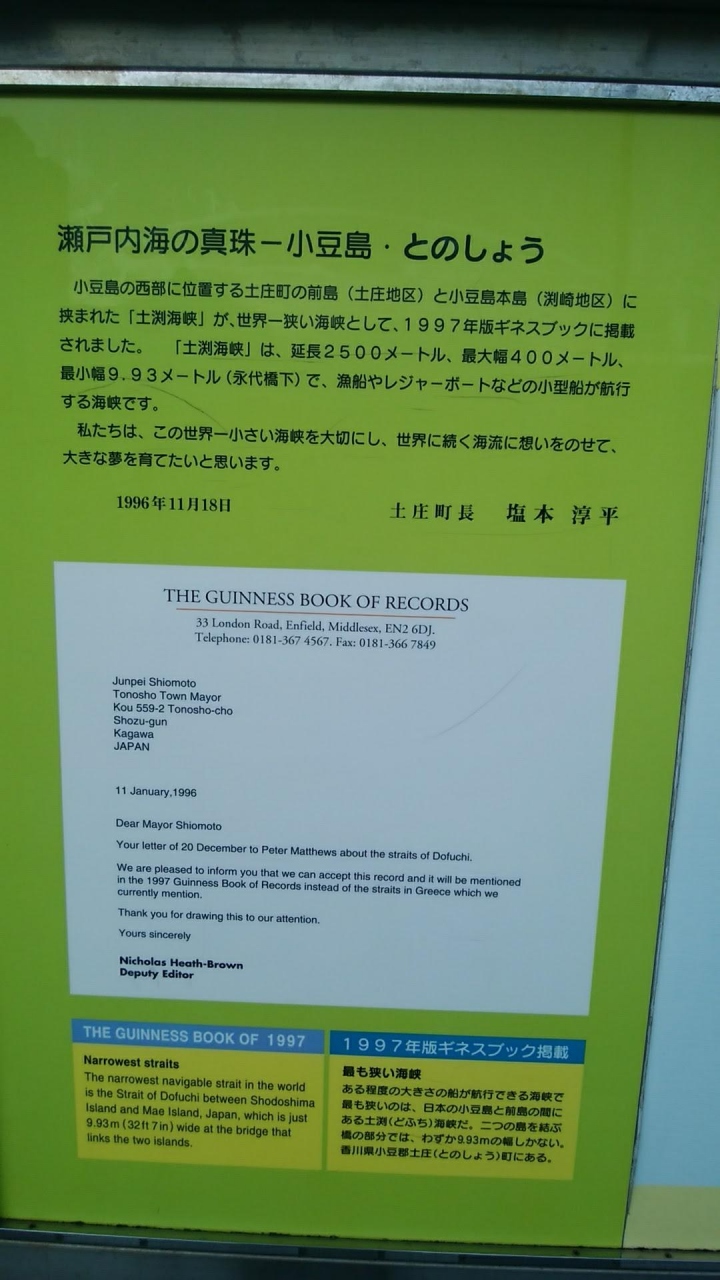 瀬戸内海の真珠－小豆島・とのしょう
小豆島の西部に位置する土庄町の前島（土庄地区）と小豆島本島（渕崎地区）に
挟まれた「土渕海峡」が、世界一狭い海峡として、１９９７年版ギネスブックに掲載
されました。　「土渕海峡」は、延長２５００メートル、最大幅４００メートル、
最小幅９.９３メートル（永代橋下）で、漁船やレジャーボートなどの小型船が航行
する海峡です。
私たちは、この世界一小さい海峡を大切にし、世界に続く海流に想いをのせて、
大きな夢を育てたいと思います。
1996年11月18日
土庄町長　塩本 淳平
THE GUINNESS BOOK OF RECORDS
33 London Road, Enfield, Middlesex, EN2 6DJ.
Telephone: 0181-367 4567. Fax: 0181-366 7849
Junpei Shiomoto
Tonosho Town Mayor
Kou 559-2 Tonosho-cho
Shozu-gun
Kagawa
JAPAN
11 January,1996
Dear Mayor Shiomoto
Your letter of 20 December to Peter Matthews about the straits of Dofuchi.
We are pleased to inform you that we can accept this record and it will be mentioned
in the 1997 Guinness Book of Records instead of the straits in Greece which we
currently mention.
Thank you for drawing this to our attention.
Yours sincerely
Nicholas Heath-Brown
Deputy Editor
THE GUINNESS BOOK OF 1997
Narrowest straits
The narrowest navigable strait in the world
is the Strait of Dofuchi between Shodoshima
Island and Mae Island, Japan, which is just
9.93m (32ft 7in) wide at the bridge that
links the two islands.
１９９７年版ギネスブック掲載
最も狭い海峡
ある程度の大きさの船が航行できる海峡で
最も狭いのは、日本の小豆島と前島の間に
ある土渕（どふち）海峡だ。二つの島を結ぶ
橋の部分では、わずか9.93mの幅しかない。
香川県小豆郡土庄（とのしょう）町にある。